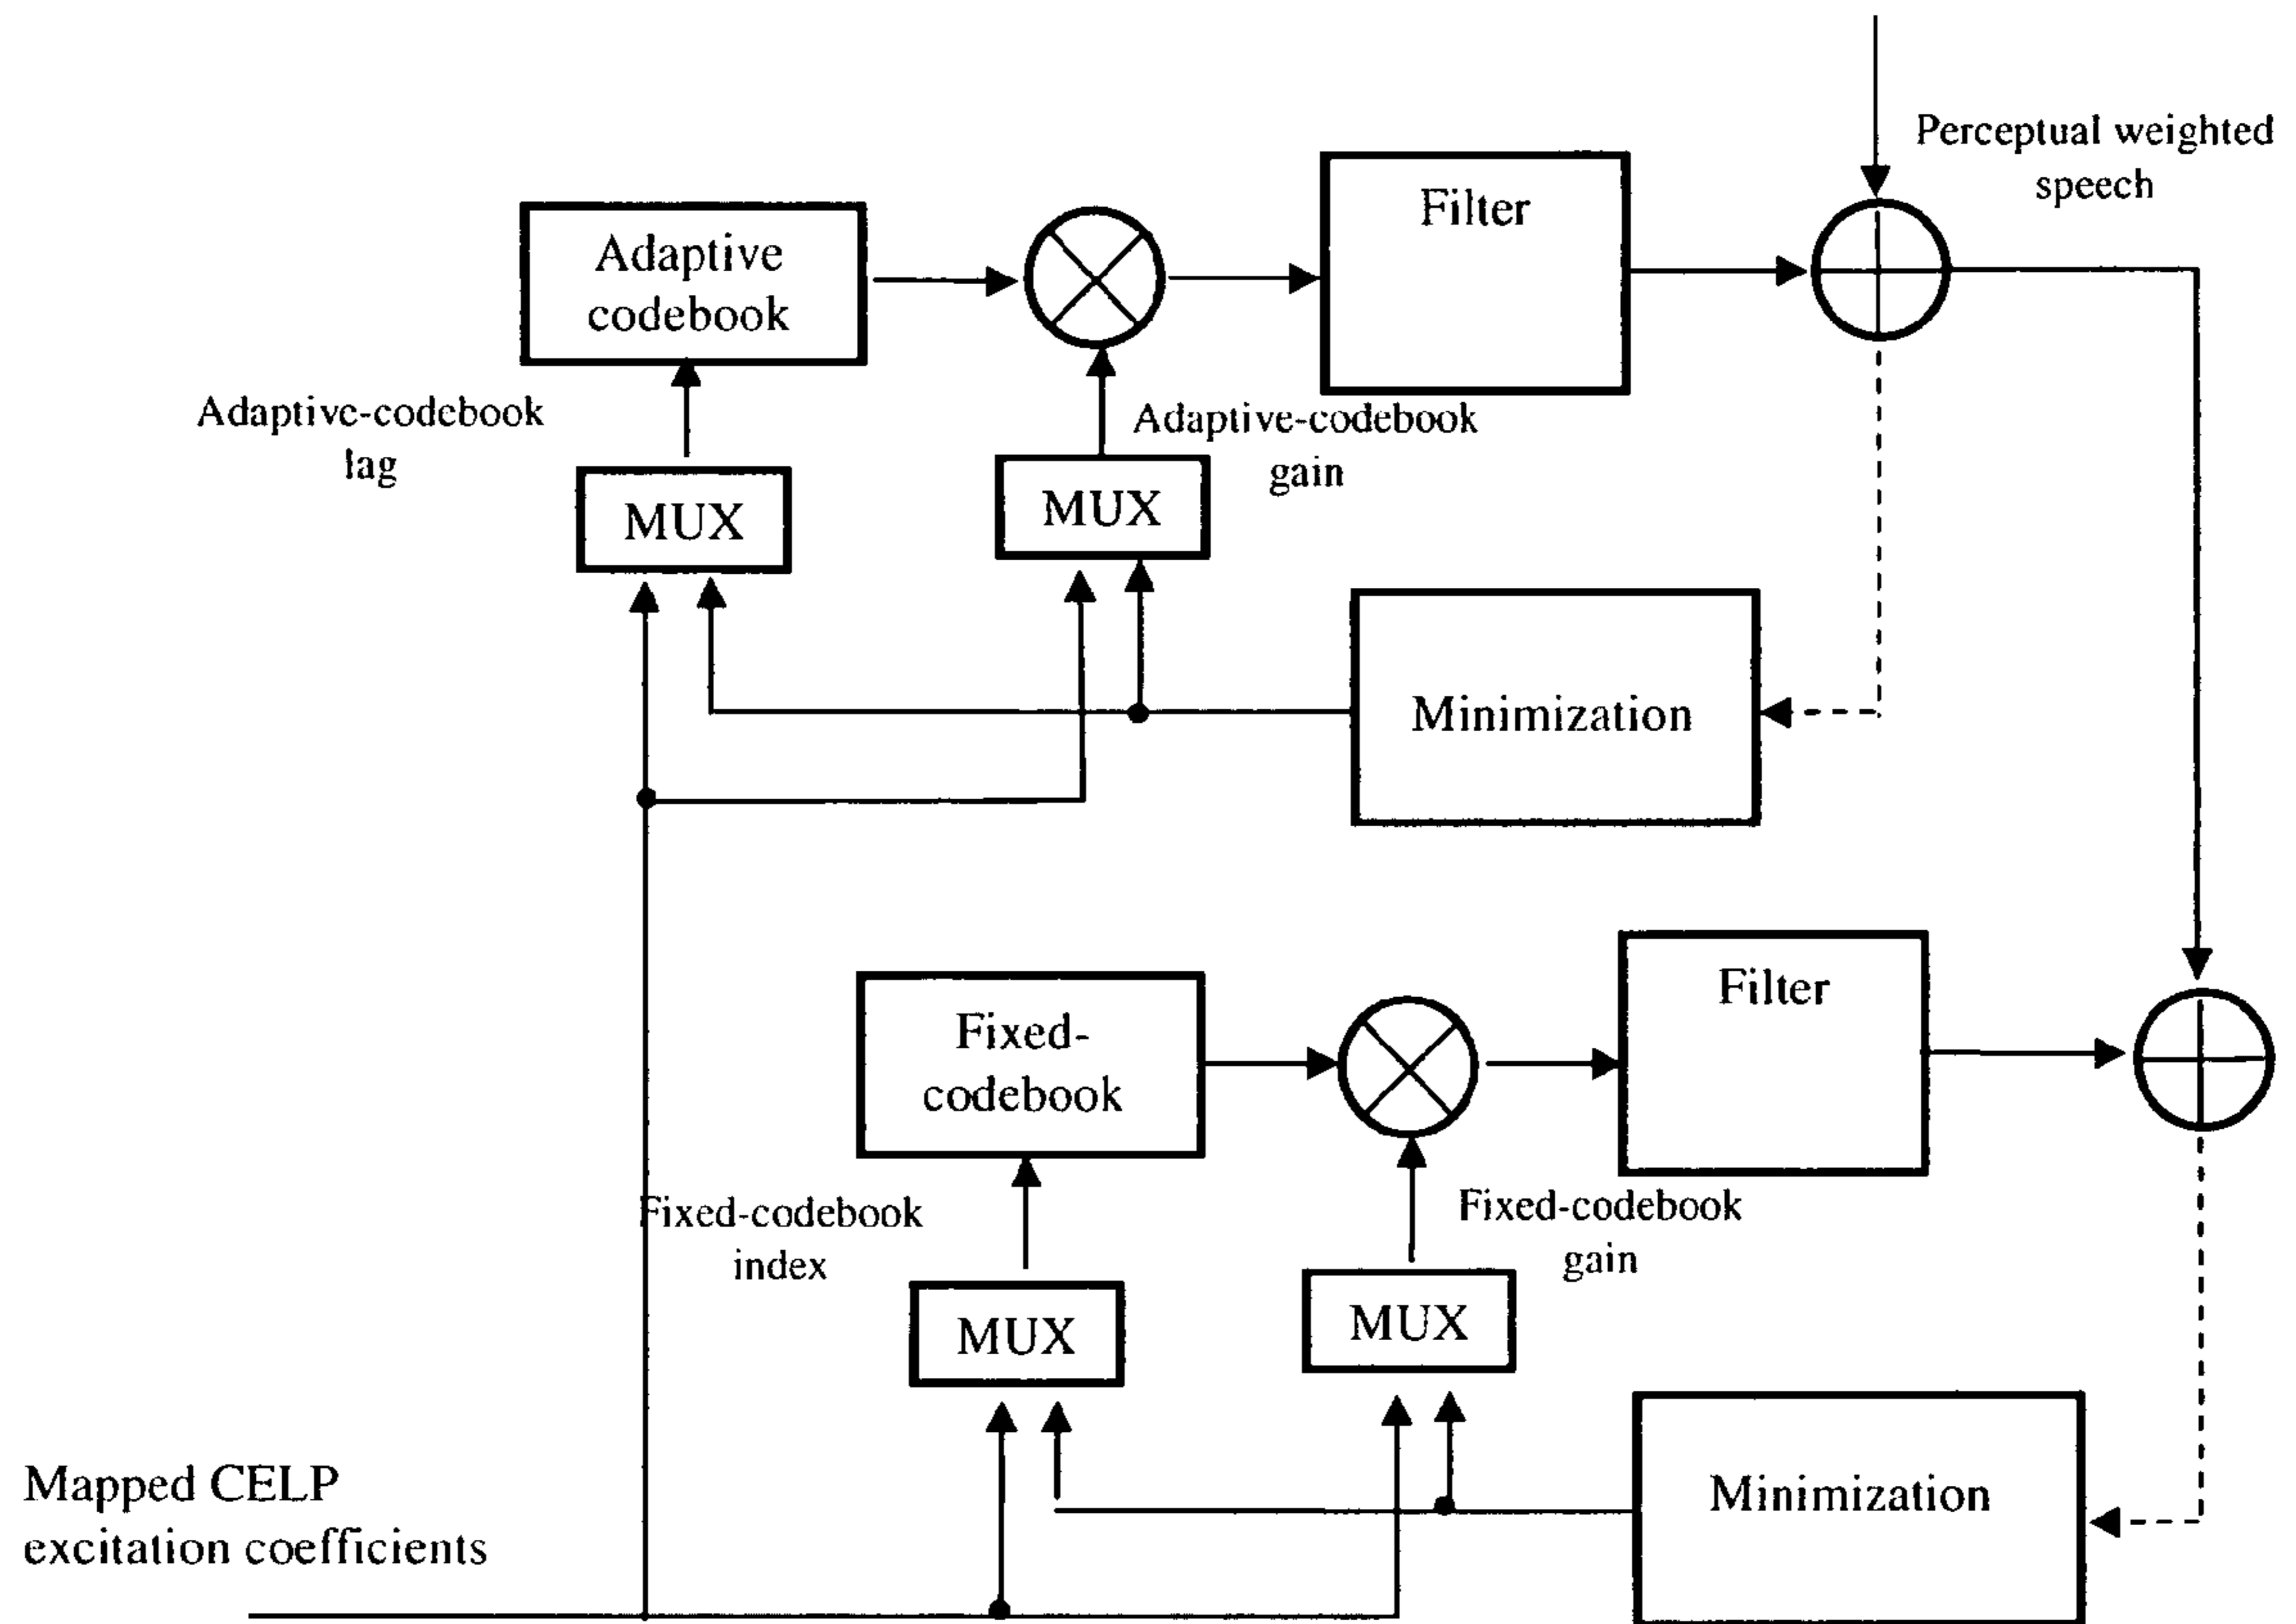 Perceptual weighted
speech
Filter
Adaptive
codebook
Adaptive-codebook
lag
Adaptive-codebook
gain
MUX
MUX
Minimization
Filter
Fixed-
codebook
Fixed-codebook
index
Fixed-codebook
gain
MUX
MUX
Minimization
Mapped CELP
excitation coefficients